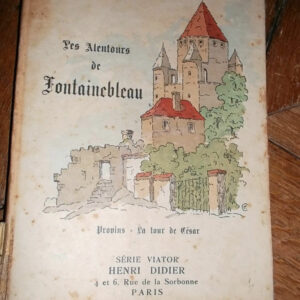 Les Alentours
de
Fontainebleau
Provins - La tour de César
SÉRIE VIATOR
HENRI DIDIER
4 et 6, Rue de la Sorbonne
PARIS